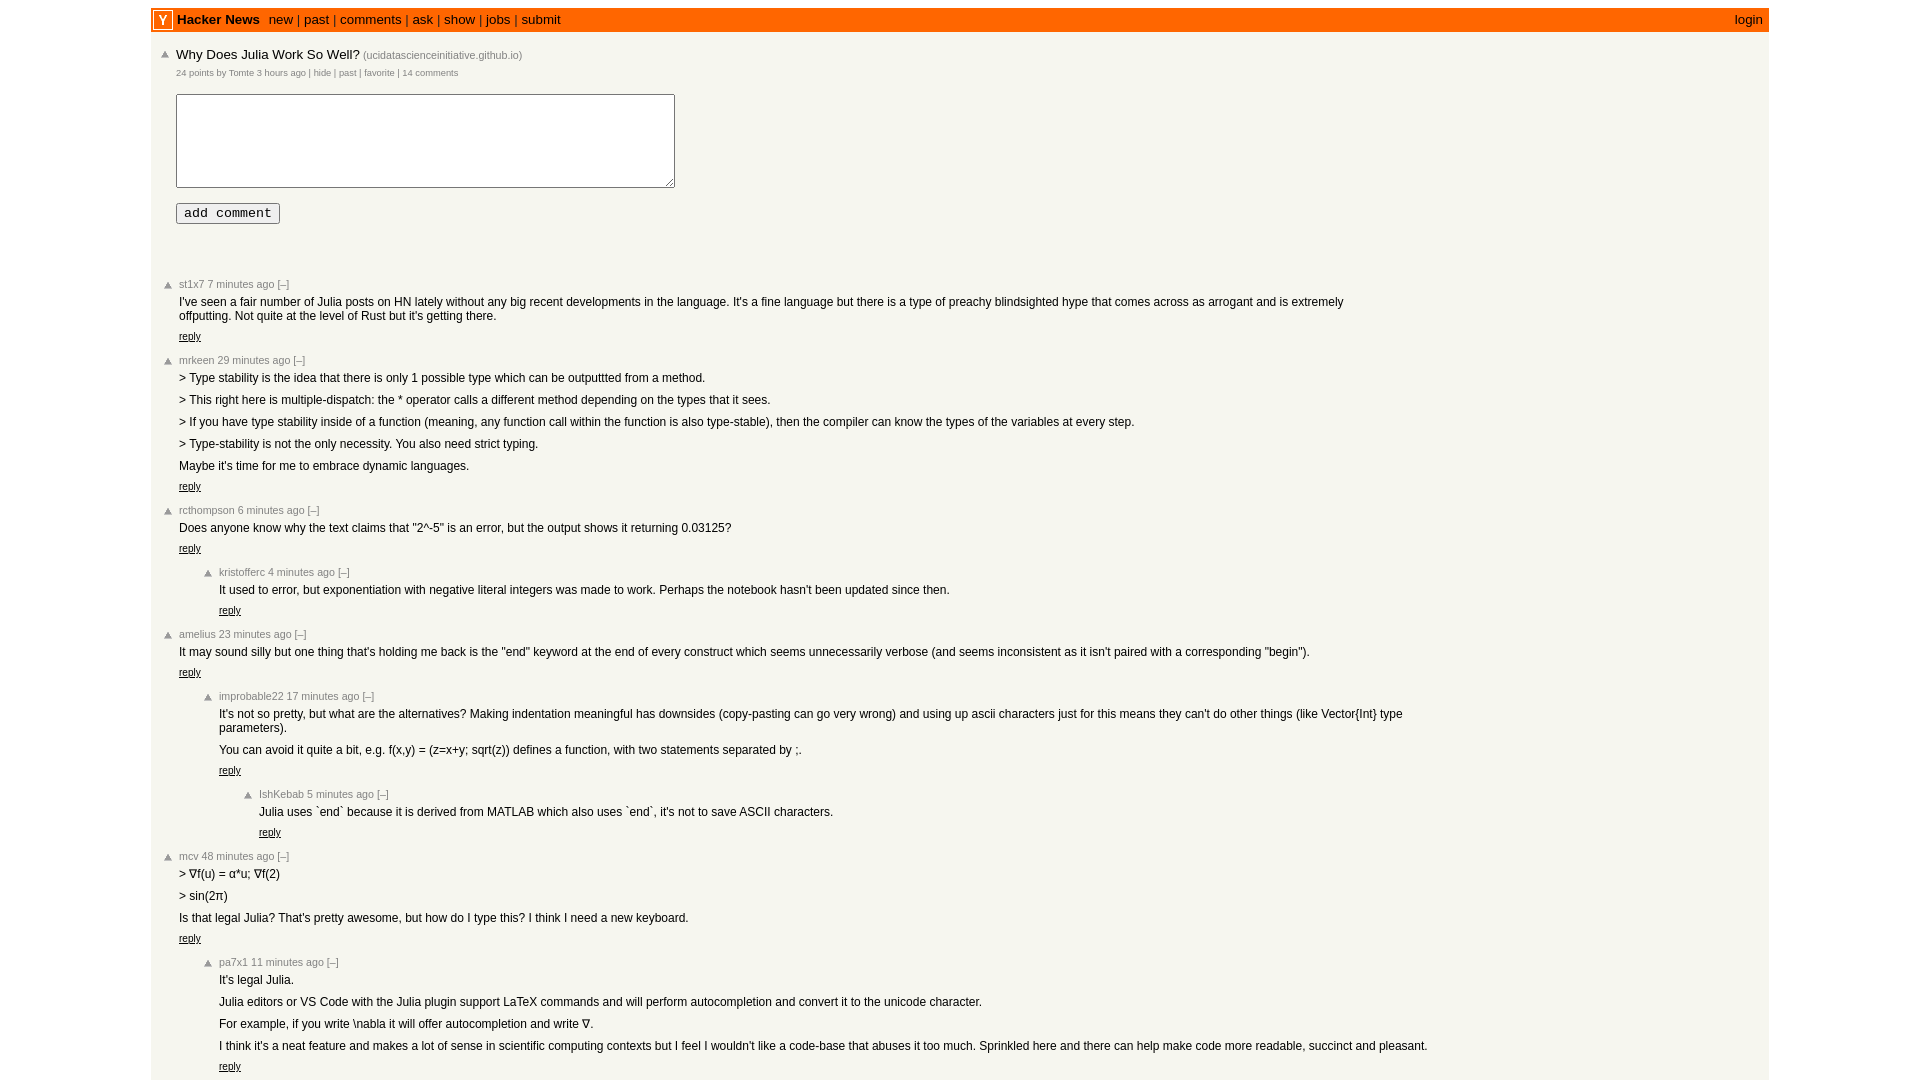 Y Hacker News new | past | comments | ask | show | jobs | submit login
Why Does Julia Work So Well? (ucidatascienceinitiative.github.io)
24 points by Tomte 3 hours ago | hide | past | favorite | 14 comments
add comment
st1x7 7 minutes ago [–]
I've seen a fair number of Julia posts on HN lately without any big recent developments in the language. It's a fine language but there is a type of preachy blindsighted hype that comes across as arrogant and is extremely
offputting. Not quite at the level of Rust but it's getting there.
reply
mrkeen 29 minutes ago [–]
> Type stability is the idea that there is only 1 possible type which can be outputtted from a method.
> This right here is multiple-dispatch: the * operator calls a different method depending on the types that it sees.
> If you have type stability inside of a function (meaning, any function call within the function is also type-stable), then the compiler can know the types of the variables at every step.
> Type-stability is not the only necessity. You also need strict typing.
Maybe it's time for me to embrace dynamic languages.
reply
rcthompson 6 minutes ago [–]
Does anyone know why the text claims that "2^-5" is an error, but the output shows it returning 0.03125?
reply
kristofferc 4 minutes ago [–]
It used to error, but exponentiation with negative literal integers was made to work. Perhaps the notebook hasn't been updated since then.
reply
amelius 23 minutes ago [–]
It may sound silly but one thing that's holding me back is the "end" keyword at the end of every construct which seems unnecessarily verbose (and seems inconsistent as it isn't paired with a corresponding "begin").
reply
improbable22 17 minutes ago [–]
It's not so pretty, but what are the alternatives? Making indentation meaningful has downsides (copy-pasting can go very wrong) and using up ascii characters just for this means they can't do other things (like Vector{Int} type
parameters).
You can avoid it quite a bit, e.g. f(x,y) = (z=x+y; sqrt(z)) defines a function, with two statements separated by ;.
reply
IshKebab 5 minutes ago [–]
Julia uses `end` because it is derived from MATLAB which also uses `end`, it's not to save ASCII characters.
reply
mcv 48 minutes ago [–]
> ∇f(u) = α*u; ∇f(2)
> sin(2π)
Is that legal Julia? That's pretty awesome, but how do I type this? I think I need a new keyboard.
reply
pa7x1 11 minutes ago [–]
It's legal Julia.
Julia editors or VS Code with the Julia plugin support LaTeX commands and will perform autocompletion and convert it to the unicode character.
For example, if you write \nabla it will offer autocompletion and write ∇.
I think it's a neat feature and makes a lot of sense in scientific computing contexts but I feel I wouldn't like a code-base that abuses it too much. Sprinkled here and there can help make code more readable, succinct and pleasant.
reply